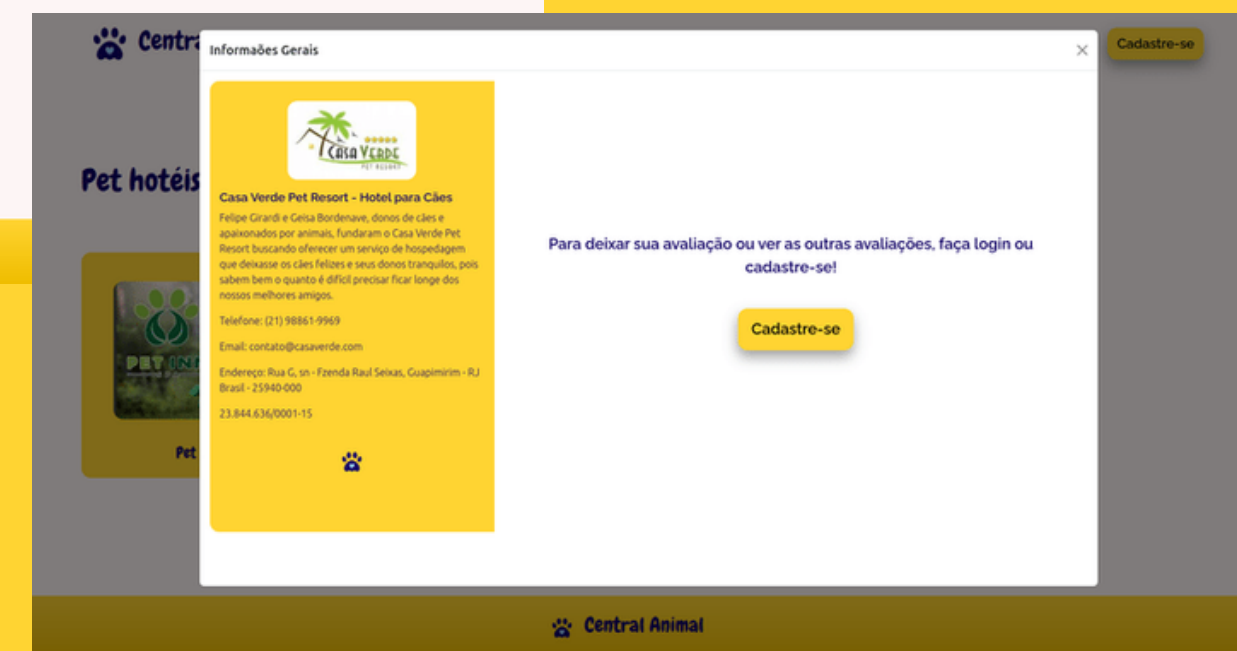 Centra
Cadastre-se
Informaões Gerais
×
Pet hotéis
CASA VERDE
PET RESORT
Casa Verde Pet Resort - Hotel para Cães
Felipe Girardi e Geisa Bordenave, donos de cães e
apaixonados por animais, fundaram o Casa Verde Pet
Resort buscando oferecer um serviço de hospedagem
que deixasse os cães felizes e seus donos tranquilos, pois
sabem bem o quanto é difícil precisar ficar longe dos
nossos melhores amigos.
Telefone: (21) 98861-9969
Email: contato@casaverde.com
Endereço: Rua G, sn - Fzenda Raul Seixas, Guapimirim - RJ
Brasil - 25940-000
23.844.636/0001-15
Para deixar sua avaliação ou ver as outras avaliações, faça login ou
cadastre-se!
Cadastre-se
PET INN
Pet
Central Animal